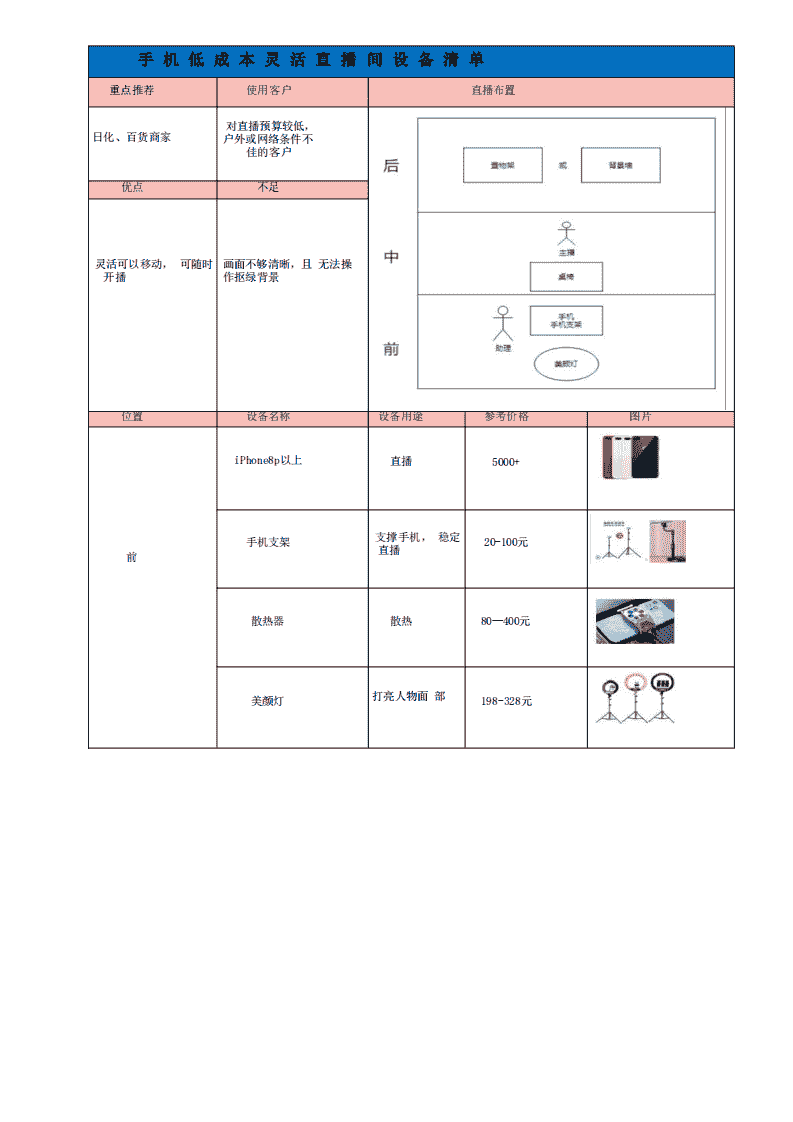 手机低成本灵活直播间设备清单
重点推荐 使用客户 直播布置
日化、百货商家
对直播预算较低，
户外或网络条件不
佳的客户
优点 不足
灵活可以移动， 可随时
开播
画面不够清晰，且 无法操
作抠绿背景
后
置物架 或 背景墙
中
主播
桌椅
前
手机
手机支架
助理
美颜灯
位置 设备名称 设备用途 参考价格 图片
前
iPhone8p以上 直播 5000+
手机支架 支撑手机， 稳定
直播 20-100元
散热器 散热 80—400元
美颜灯 打亮人物面 部 198-328元